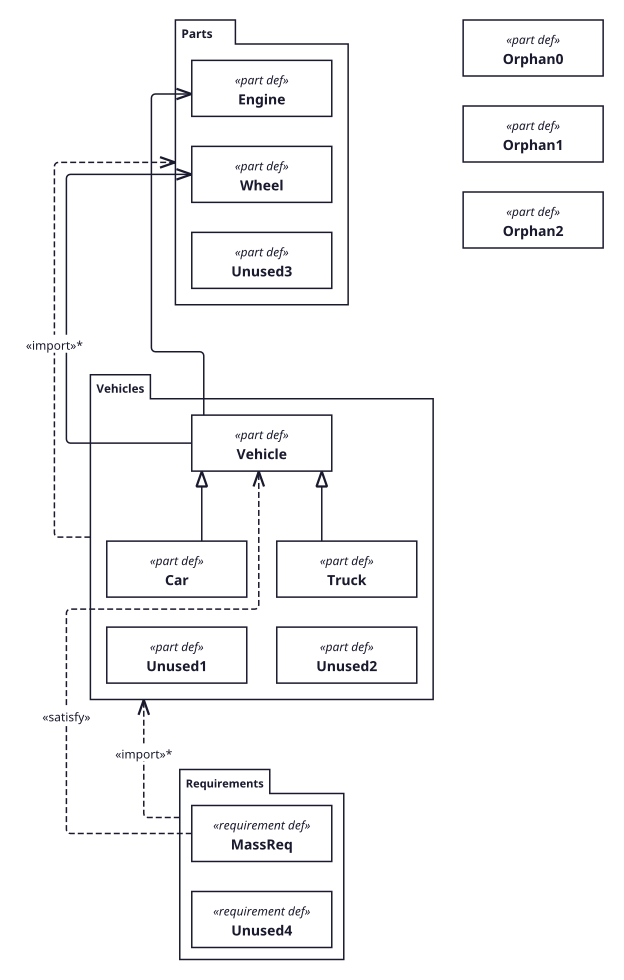 Parts
«part def»
Engine
«part def»
Wheel
«part def»
Unused3
«part def»
Orphan0
«part def»
Orphan1
«part def»
Orphan2
«import»*
Vehicles
«part def»
Vehicle
«part def»
Car
«part def»
Truck
«part def»
Unused1
«part def»
Unused2
«satisfy»
«import»*
Requirements
«requirement def»
MassReq
«requirement def»
Unused4